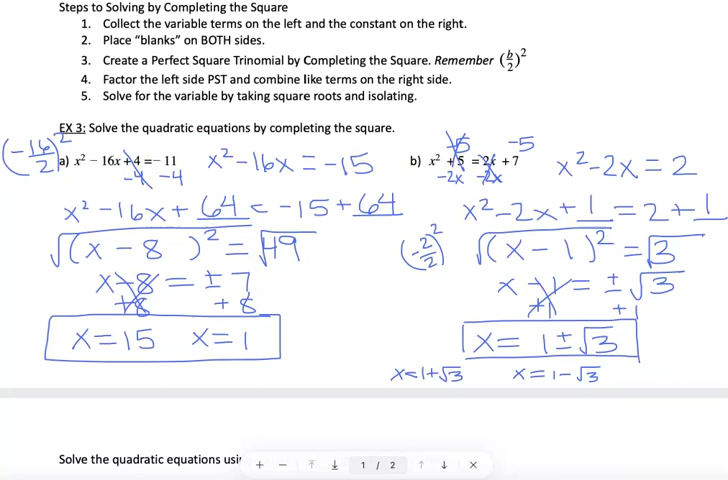 Steps to Solving by Completing the Square
1. Collect the variable terms on the left and the constant on the right.
2. Place “blanks” on BOTH sides.
3. Create a Perfect Square Trinomial by Completing the Square. Remember (b/2)²
4. Factor the left side PST and combine like terms on the right side.
5. Solve for the variable by taking square roots and isolating.
EX 3: Solve the quadratic equations by completing the square.
(-16/2)²
a) x² – 16x + 4 = – 11
-4 -4
x² - 16x = -15
x² - 16x + 64 = -15 + 64
√(x - 8)² = √49
x - 8 = ± 7
+8 +8
x = 15 x = 1
-5 -5
b) x² + 5 = 2x + 7
-2x -2x
x² - 2x = 2
x² - 2x + 1 = 2 + 1
(-2/2)²
√(x - 1)² = √3
x - 1 = ± √3
+1 +1
x = 1 ± √3
x = 1 + √3 x = 1 - √3
Solve the quadratic equations usi
1 / 2